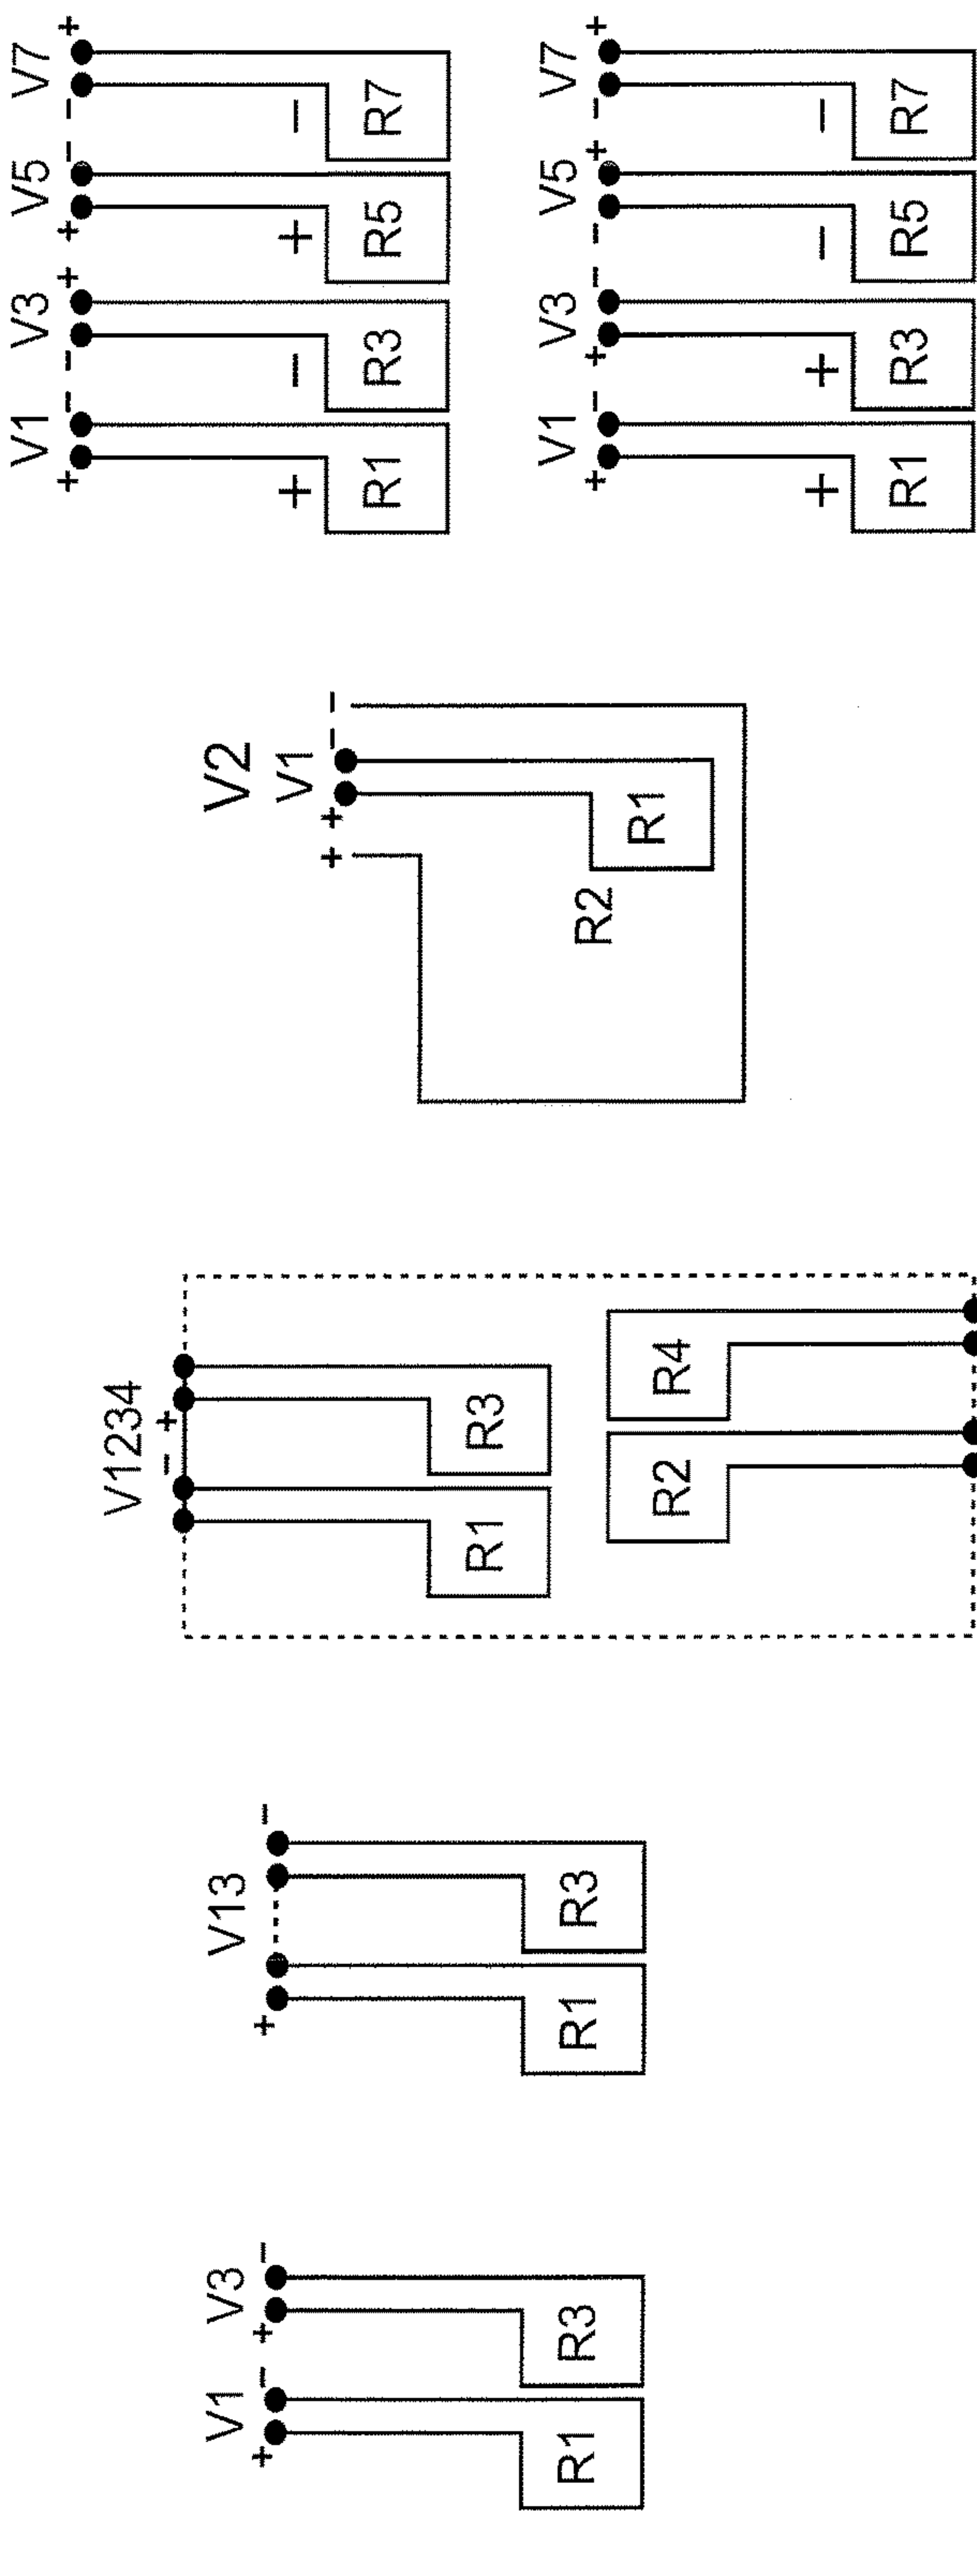 V1 V3
+ − + −
R1 R3
V13
+ −
R1 R3
V1234
− +
R1 R3
R2 R4
V2
V1
+ + − −
R2
R1
V1 V3 V5 V7
+ − − + + − − +
+ − + −
R1 R3 R5 R7
V1 V3 V5 V7
+ − + − − + − +
+ + − −
R1 R3 R5 R7